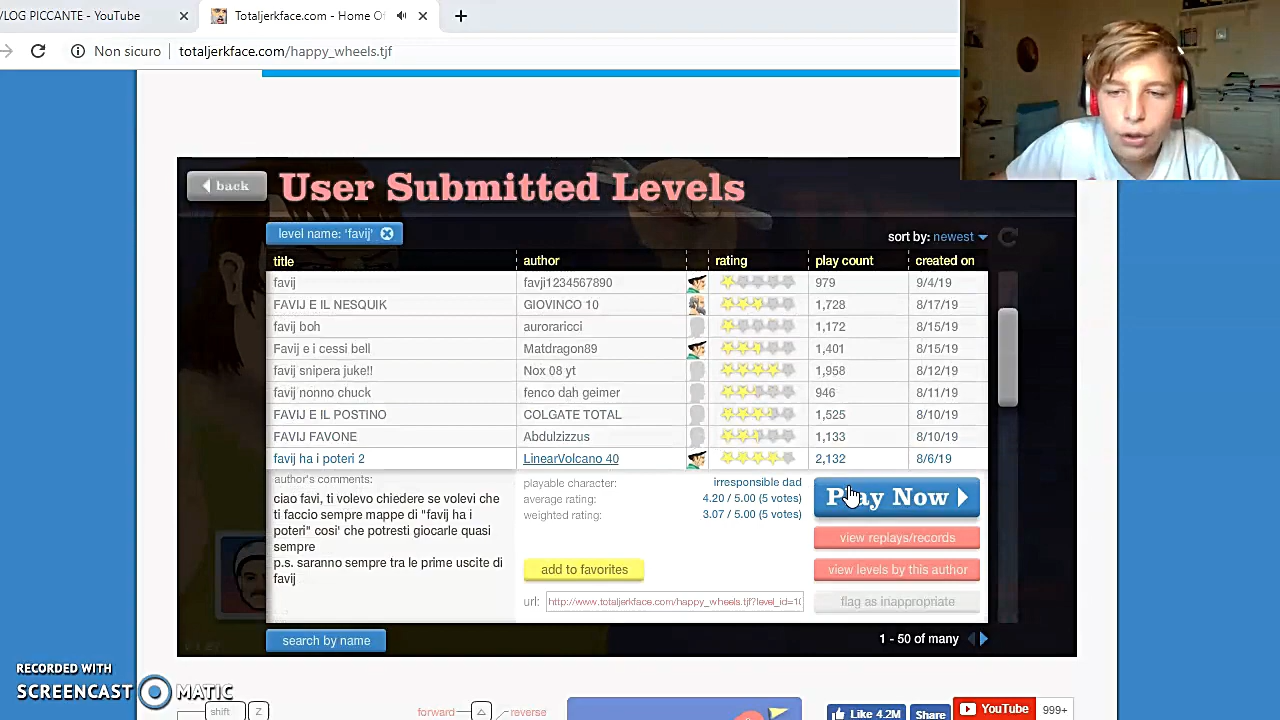 VLOG PICCANTE - YouTube
Totaljerkface.com - Home Of
Non sicuro
totaljerkface.com/happy_wheels.tjf
back
User Submitted Levels
level name: 'favij'
sort by: newest
title author rating play count created on
favij favji1234567890 979 9/4/19
FAVIJ E IL NESQUIK GIOVINCO 10 1,728 8/17/19
favij boh auroraricci 1,172 8/15/19
Favij e i cessi bell Matdragon89 1,401 8/15/19
favij snipera juke!! Nox 08 yt 1,958 8/12/19
favij nonno chuck fenco dah geimer 946 8/11/19
FAVIJ E IL POSTINO COLGATE TOTAL 1,525 8/10/19
FAVIJ FAVONE Abdulzizzus 1,133 8/10/19
favij ha i poteri 2 LinearVolcano 40 2,132 8/6/19
author's comments:
ciao favi, ti volevo chiedere se volevi che
ti faccio sempre mappe di "favij ha i
poteri" cosi' che potresti giocarle quasi
sempre
p.s. saranno sempre tra le prime uscite di
favij
playable character: irresponsible dad
average rating: 4.20 / 5.00 (5 votes)
weighted rating: 3.07 / 5.00 (5 votes)
add to favorites
url: http://www.totaljerkface.com/happy_wheels.tjf?level_id=1
Play Now
view replays/records
view levels by this author
flag as inappropriate
search by name
1 - 50 of many
RECORDED WITH
SCREENCAST MATIC
shift Z
forward reverse
Like 4.2M
Share
YouTube 999+